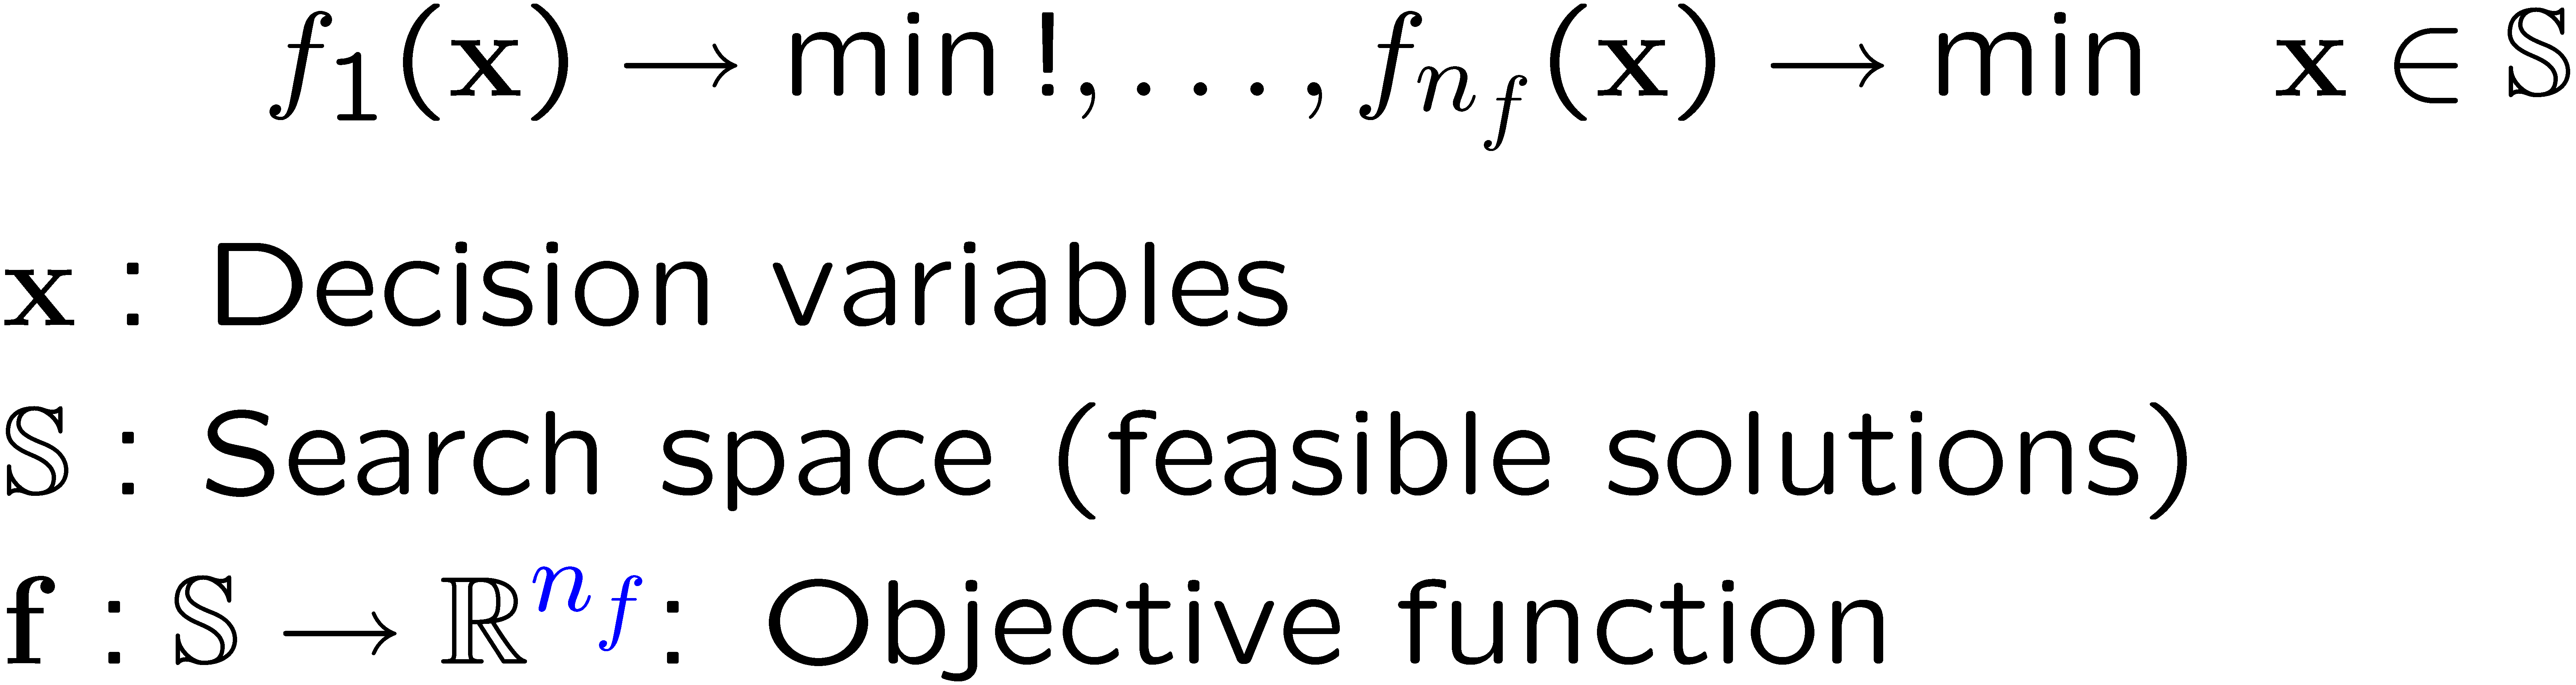 f₁(𝐱) → min !, . . . , f_{n_f}(𝐱) → min 𝐱 ∈ 𝕊
𝐱 : Decision variables
𝕊 : Search space (feasible solutions)
𝐟 : 𝕊 → ℝ^{n_f} : Objective function